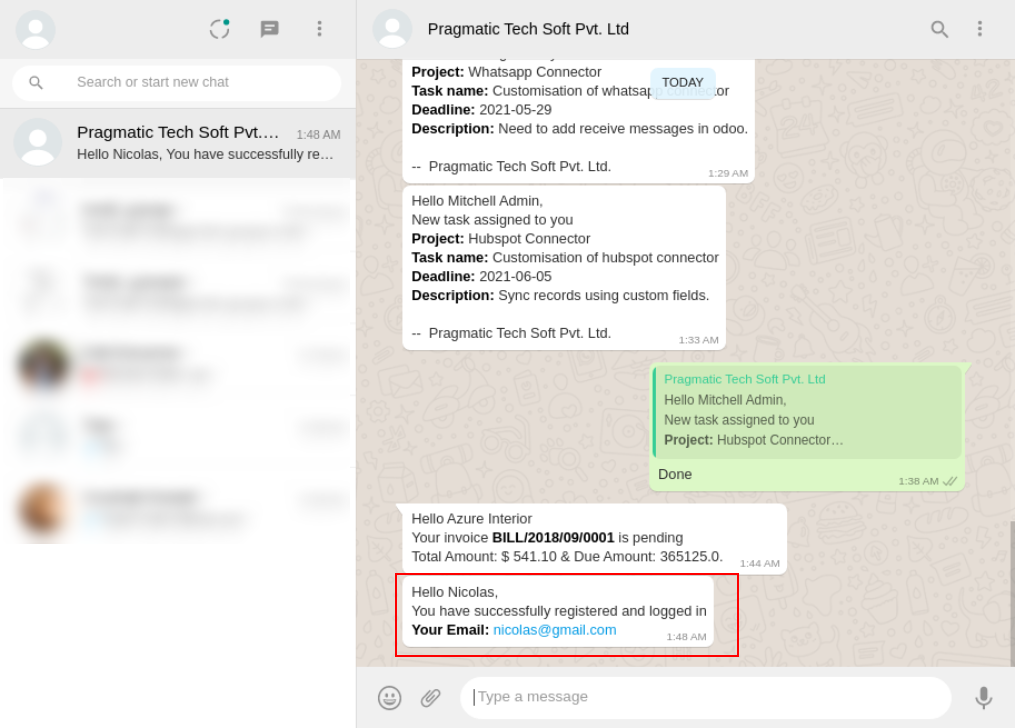 Search or start new chat
Pragmatic Tech Soft Pvt.... 1:48 AM
Hello Nicolas, You have successfully re...
Pragmatic Tech Soft Pvt. Ltd
TODAY
Project: Whatsapp Connector
Task name: Customisation of whatsapp connector
Deadline: 2021-05-29
Description: Need to add receive messages in odoo.
-- Pragmatic Tech Soft Pvt. Ltd.
1:29 AM
Hello Mitchell Admin,
New task assigned to you
Project: Hubspot Connector
Task name: Customisation of hubspot connector
Deadline: 2021-06-05
Description: Sync records using custom fields.
-- Pragmatic Tech Soft Pvt. Ltd.
1:33 AM
Pragmatic Tech Soft Pvt. Ltd
Hello Mitchell Admin,
New task assigned to you
Project: Hubspot Connector...
Done
1:38 AM
Hello Azure Interior
Your invoice BILL/2018/09/0001 is pending
Total Amount: $ 541.10 & Due Amount: 365125.0.
1:44 AM
Hello Nicolas,
You have successfully registered and logged in
Your Email: nicolas@gmail.com
1:48 AM
Type a message